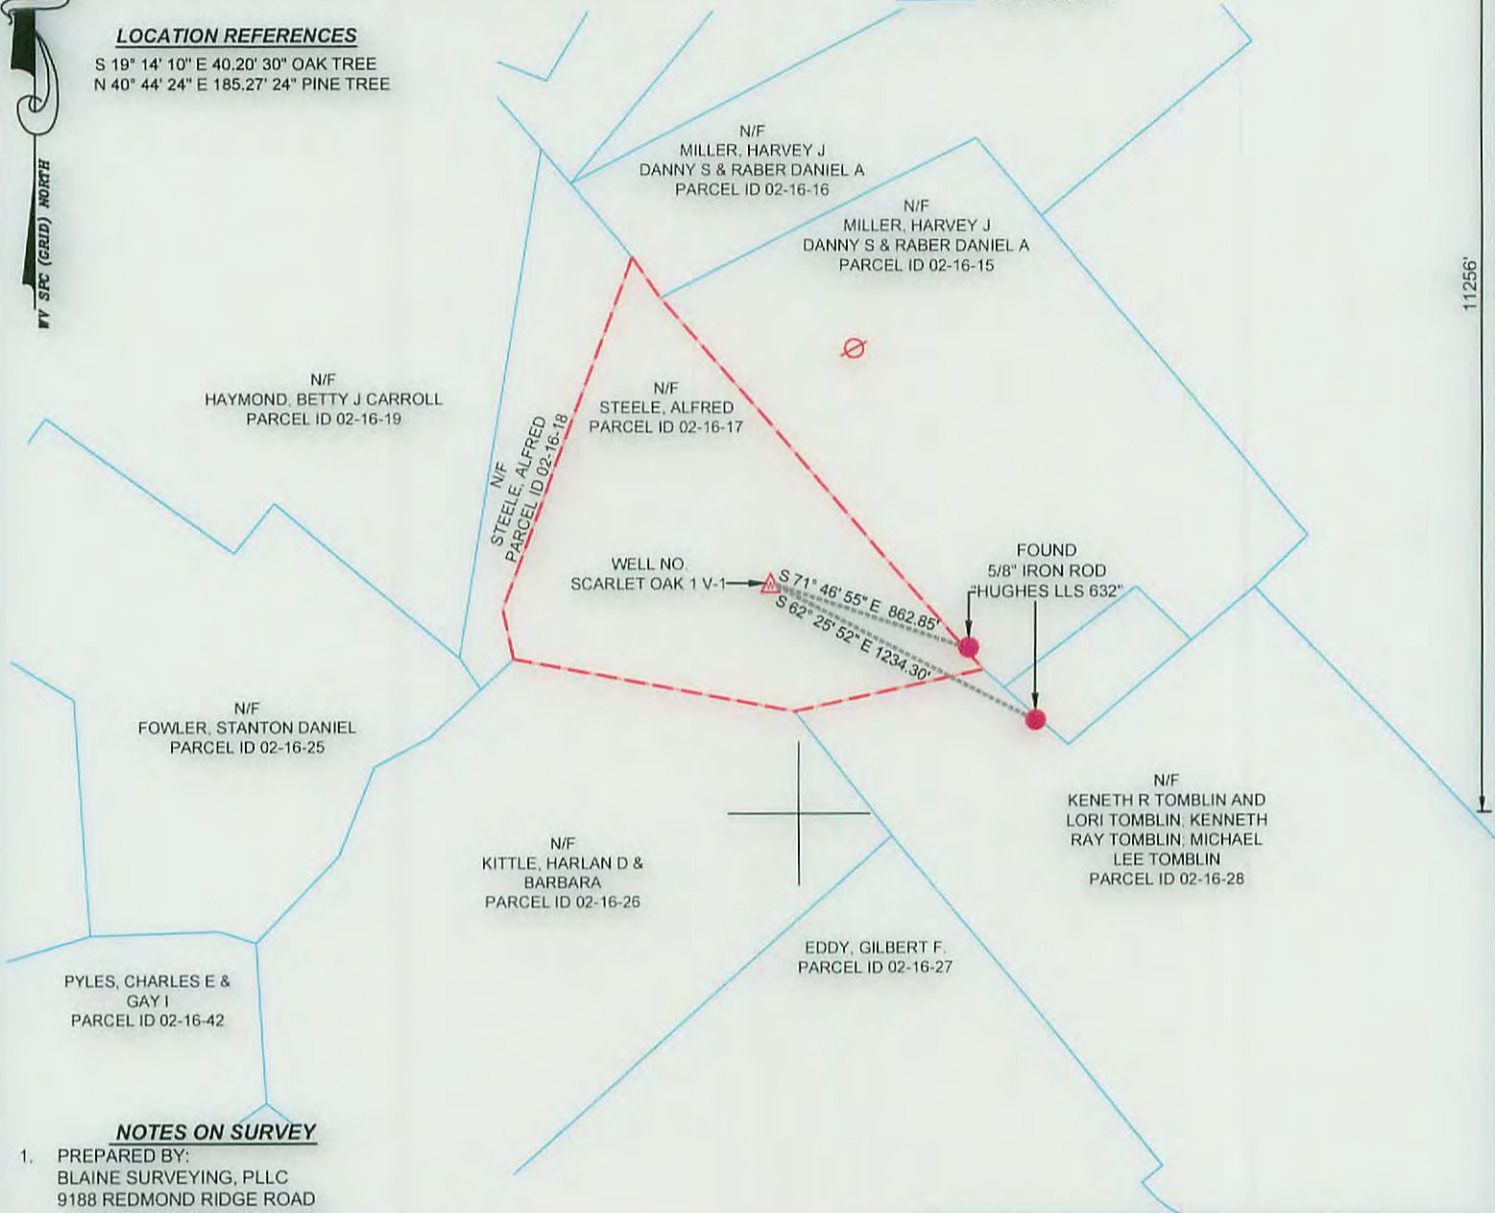 LOCATION REFERENCES
S 19° 14' 10" E 40.20' 30" OAK TREE
N 40° 44' 24" E 185.27' 24" PINE TREE
WV SPC (GRID) NORTH
N/F
MILLER, HARVEY J
DANNY S & RABER DANIEL A
PARCEL ID 02-16-16
N/F
MILLER, HARVEY J
DANNY S & RABER DANIEL A
PARCEL ID 02-16-15
11256'
N/F
HAYMOND, BETTY J CARROLL
PARCEL ID 02-16-19
N/F
STEELE, ALFRED
PARCEL ID 02-16-18
N/F
STEELE, ALFRED
PARCEL ID 02-16-17
WELL NO.
SCARLET OAK 1 V-1
S 71° 46' 55" E 862.85'
S 62° 25' 52" E 1234.30'
FOUND
5/8" IRON ROD
"HUGHES LLS 632"
N/F
FOWLER, STANTON DANIEL
PARCEL ID 02-16-25
N/F
KITTLE, HARLAN D &
BARBARA
PARCEL ID 02-16-26
N/F
KENETH R TOMBLIN AND
LORI TOMBLIN; KENNETH
RAY TOMBLIN; MICHAEL
LEE TOMBLIN
PARCEL ID 02-16-28
EDDY, GILBERT F.
PARCEL ID 02-16-27
PYLES, CHARLES E &
GAY I
PARCEL ID 02-16-42
NOTES ON SURVEY
1. PREPARED BY:
BLAINE SURVEYING, PLLC
9188 REDMOND RIDGE ROAD